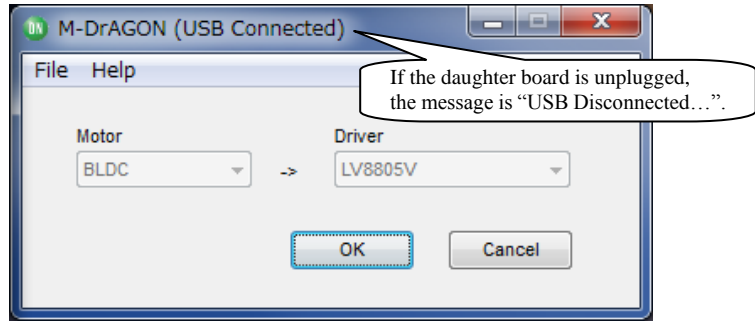 ON M-DrAGON (USB Connected)
File Help
If the daughter board is unplugged,
the message is “USB Disconnected…”.
Motor
Driver
BLDC
->
LV8805V
OK
Cancel